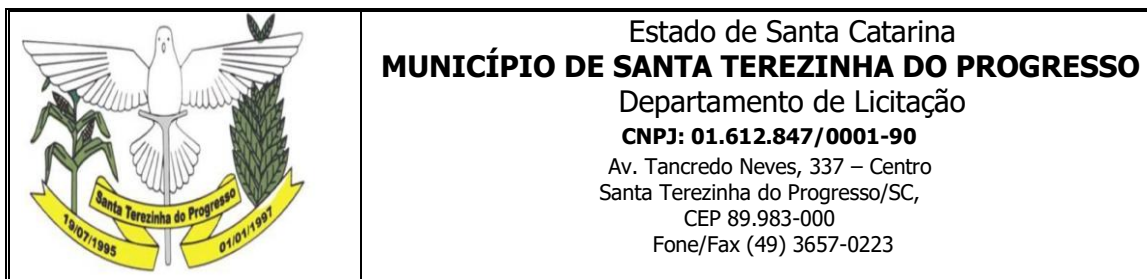 Santa Terezinha do Progresso
19/07/1995
01/01/1997
Estado de Santa Catarina
MUNICÍPIO DE SANTA TEREZINHA DO PROGRESSO
Departamento de Licitação
CNPJ: 01.612.847/0001-90
Av. Tancredo Neves, 337 – Centro
Santa Terezinha do Progresso/SC,
CEP 89.983-000
Fone/Fax (49) 3657-0223